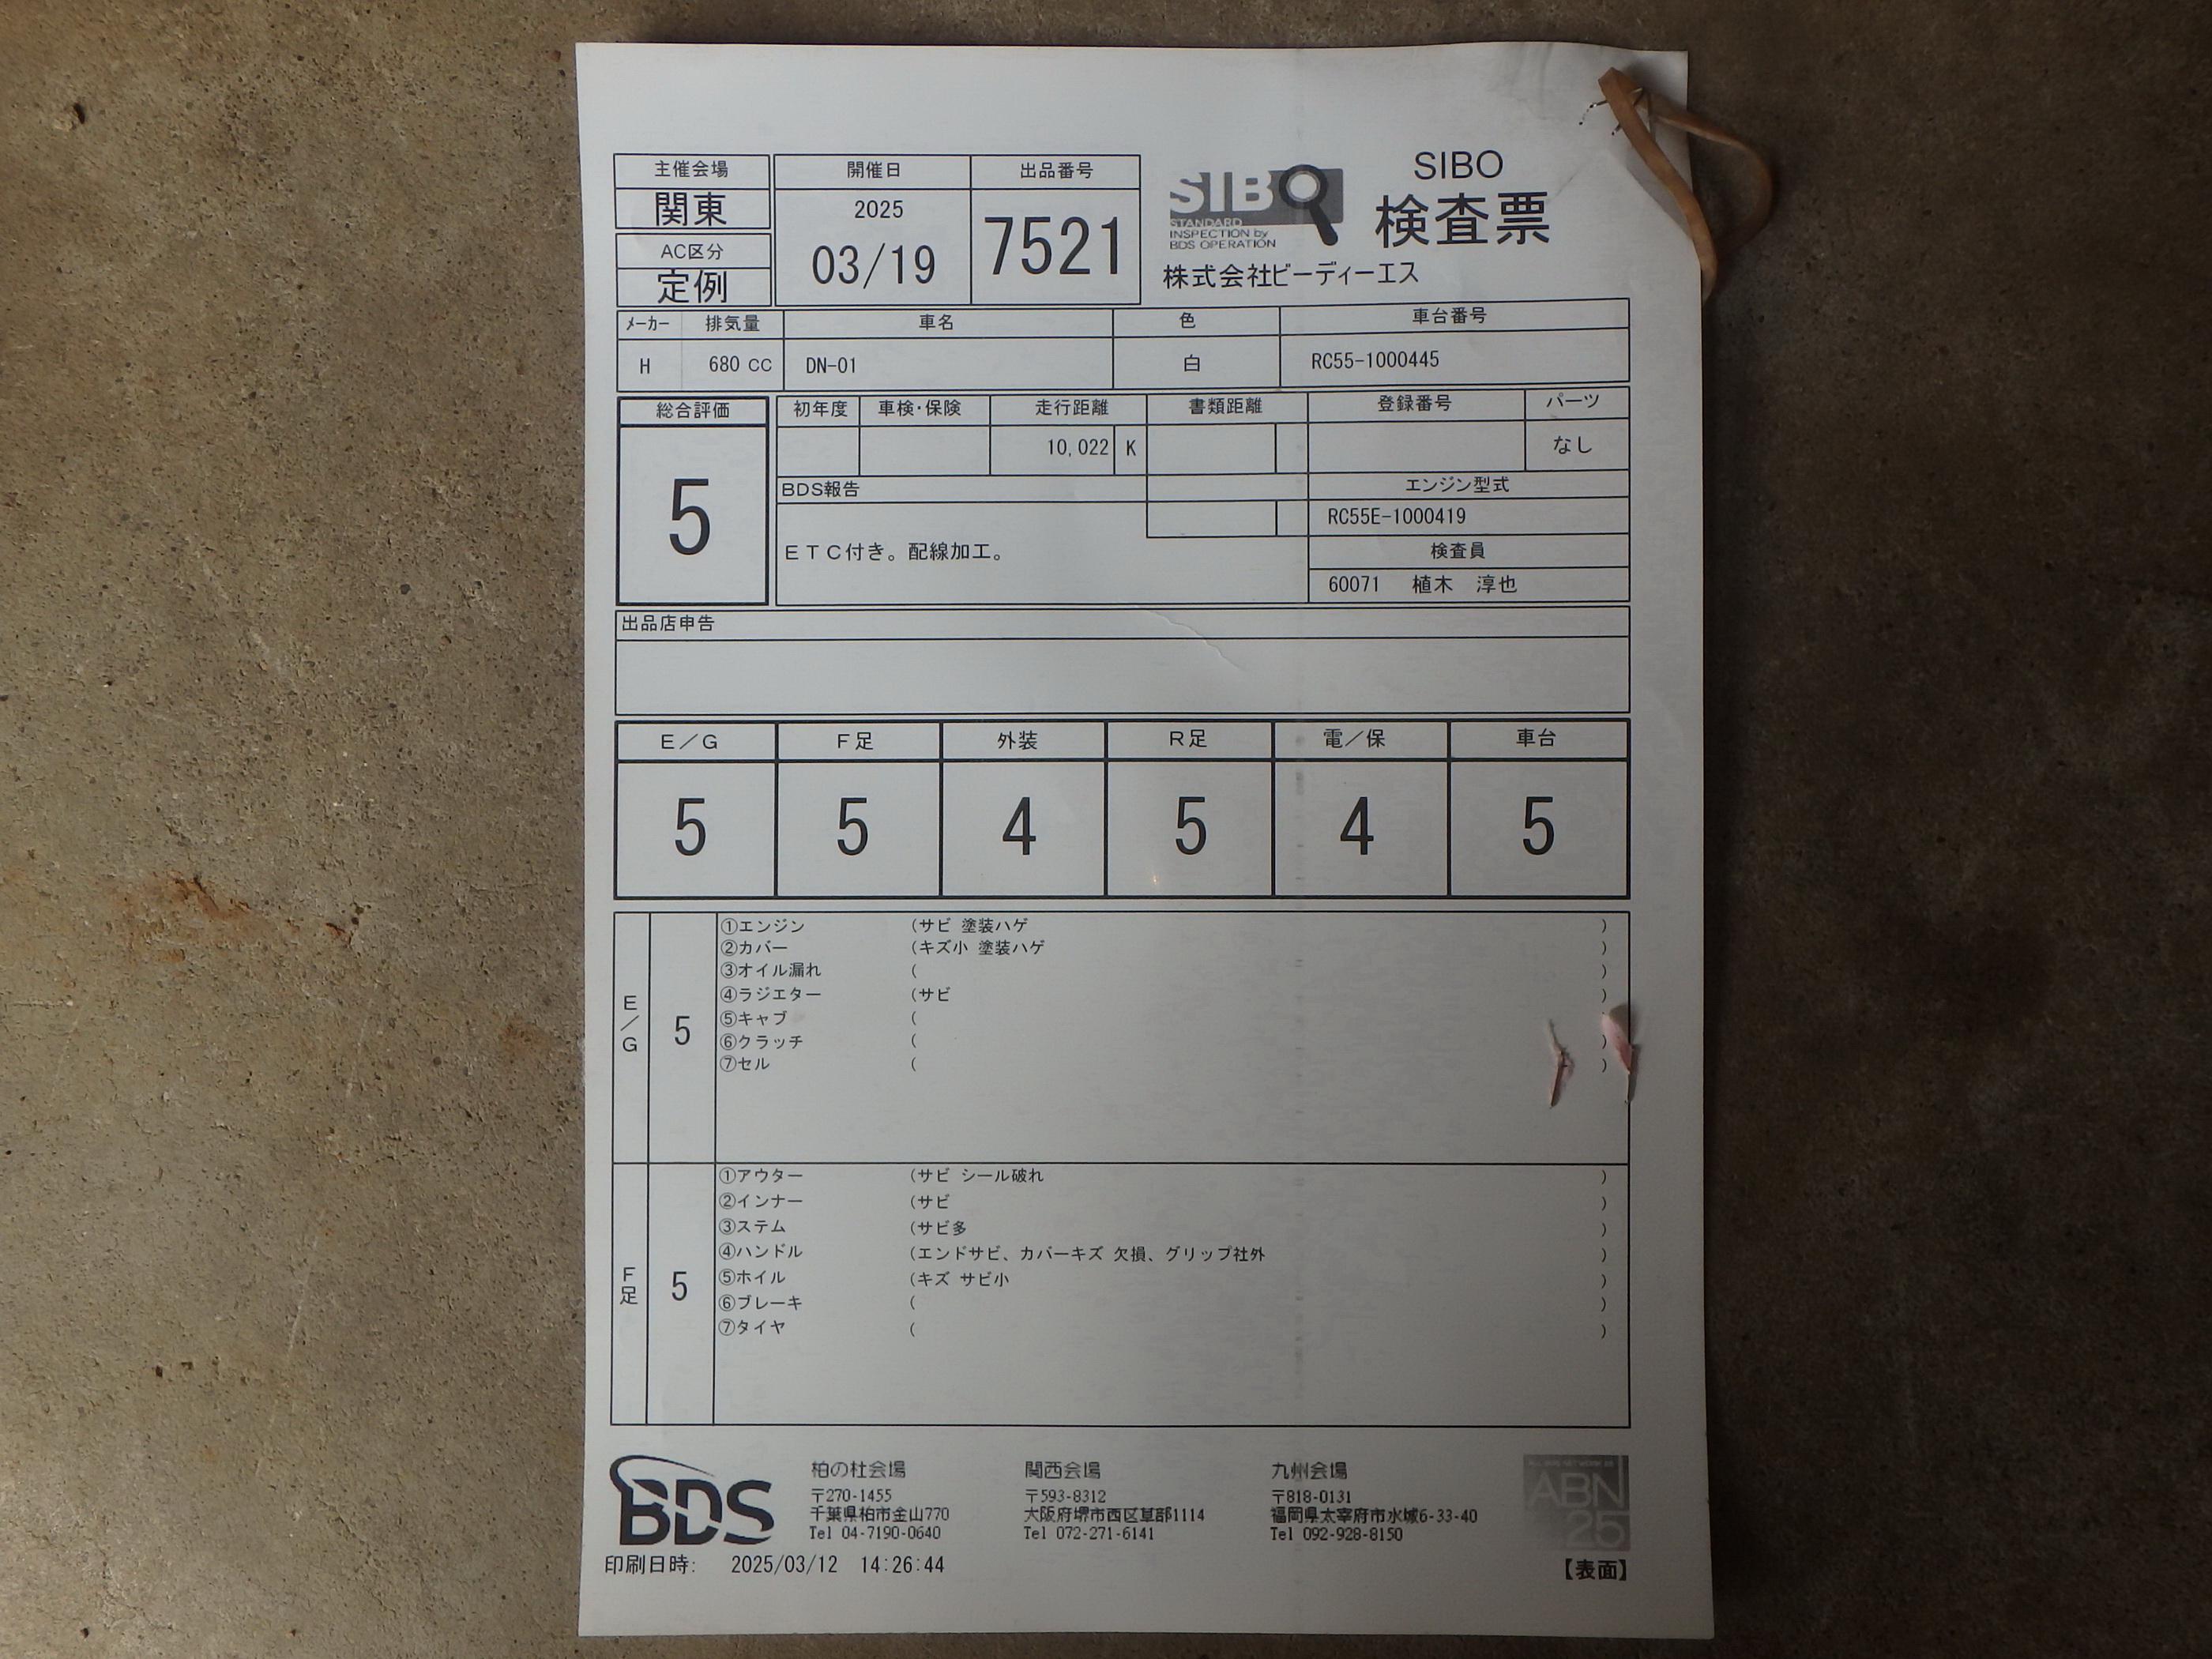 主催会場
関東
AC区分
定例
開催日
2025
03/19
出品番号
7521
SIBO
STANDARD
INSPECTION by
BDS OPERATION
SIBO
検査票
株式会社ビーディーエス
メーカー 排気量 車名 色 車台番号
H 680 CC DN-01 白 RC55-1000445
総合評価
5
初年度 車検・保険 走行距離 書類距離 登録番号 パーツ
10,022 K なし
BDS報告
ETC付き。配線加工。
エンジン型式
RC55E-1000419
検査員
60071 植木 淳也
出品店申告
E/G F足 外装 R足 電/保 車台
5 5 4 5 4 5
E/G
5
①エンジン (サビ 塗装ハゲ )
②カバー (キズ小 塗装ハゲ )
③オイル漏れ ( )
④ラジエター (サビ )
⑤キャブ (
⑥クラッチ ( )
⑦セル ( )
F足
5
①アウター (サビ シール破れ )
②インナー (サビ )
③ステム (サビ多 )
④ハンドル (エンドサビ、カバーキズ 欠損、グリップ社外 )
⑤ホイル (キズ サビ小 )
⑥ブレーキ ( )
⑦タイヤ ( )
BDS
柏の杜会場
〒270-1455
千葉県柏市金山770
Tel 04-7190-0640
関西会場
〒593-8312
大阪府堺市西区草部1114
Tel 072-271-6141
九州会場
〒818-0131
福岡県太宰府市水城6-33-40
Tel 092-928-8150
ABN
25
印刷日時: 2025/03/12 14:26:44
【表面】